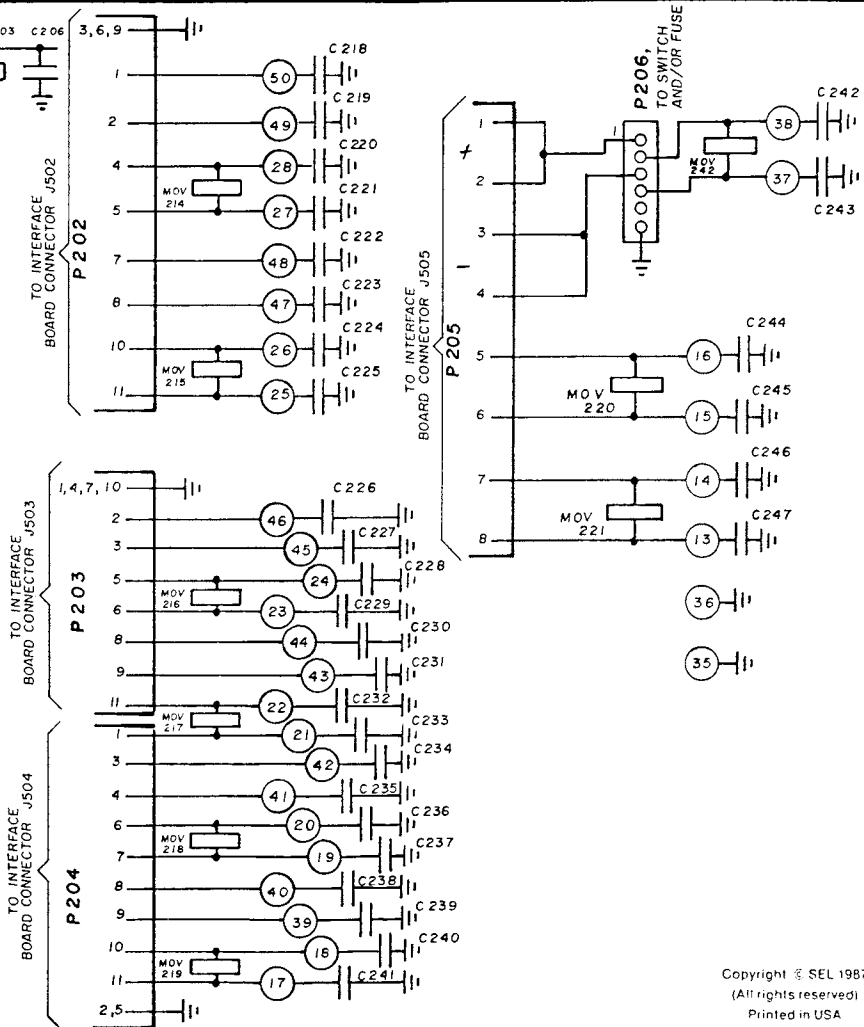 03 C206
TO INTERFACE
BOARD CONNECTOR J502
P202
3,6,9
1 50 C218
2 49 C219
4 28 C220
MOV
214
5 27 C221
7 48 C222
8 47 C223
10 26 C224
MOV
215
11 25 C225
TO INTERFACE
BOARD CONNECTOR J503
P203
1,4,7,10
2 46 C226
3 45 C227
5 24 C228
MOV
216
6 23 C229
8 44 C230
9 43 C231
11 22 C232
MOV
217
TO INTERFACE
BOARD CONNECTOR J504
P204
1 21 C233
3 42 C234
4 41 C235
6 20 C236
MOV
218
7 19 C237
8 40 C238
9 39 C239
10 18 C240
MOV
219
11 17 C241
2,5
TO INTERFACE
BOARD CONNECTOR J505
P205
1
+
2
3
–
4
P206,
TO SWITCH
AND/OR FUSE
1
38 C242
MOV
242
37 C243
5 16 C244
MOV
220
6 15 C245
7 14 C246
MOV
221
8 13 C247
36
35
Copyright © SEL 1987
(All rights reserved)
Printed in USA